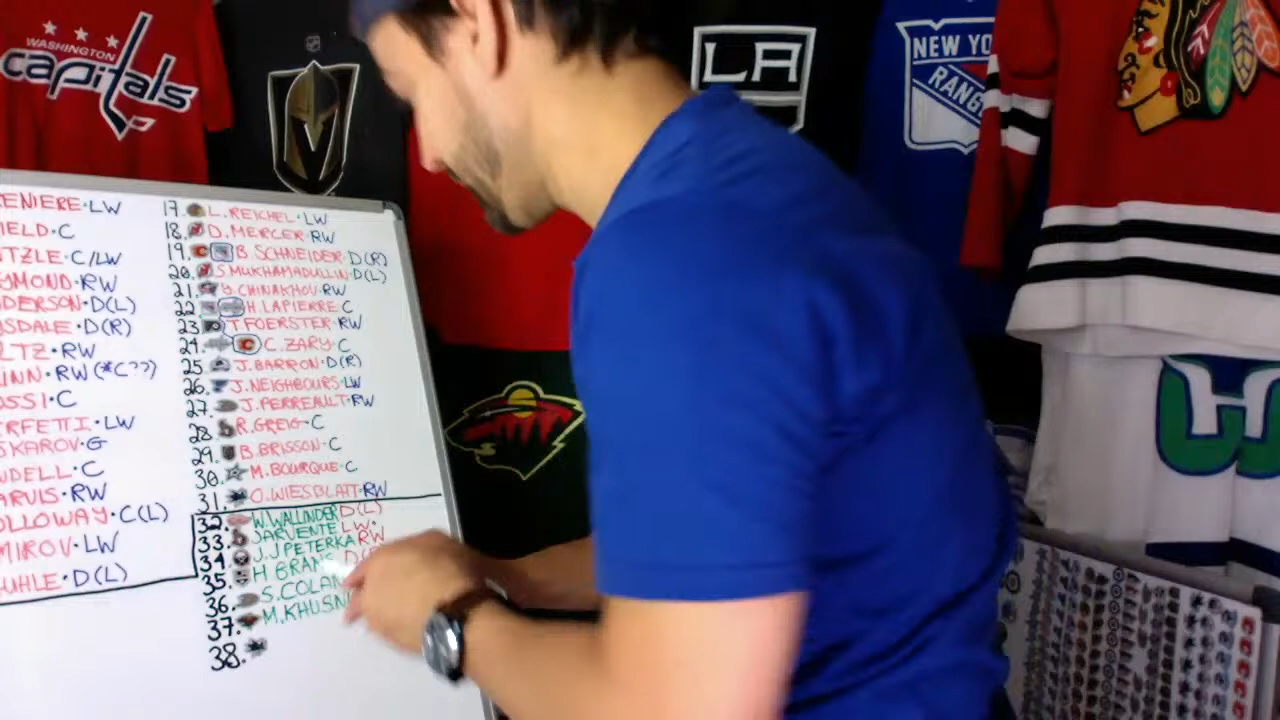 WASHINGTON
capitals
LA
NEW YO
RANG
ENIERE·LW
IELD·C
TZLE·C/LW
YMOND·RW
DERSON·D(L)
SDALE·D(R)
LTZ·RW
INN·RW(*C??)
OSSI·C
RFETTI·LW
SKAROV·G
NDELL·C
ARVIS·RW
OLLOWAY·C(L)
MIROV·LW
UHLE·D(L)
17. L.REICHEL·LW
18. D.MERCER·RW
19. B SCHNEIDER·D(R)
20. S MUKHAMADULLIN·D(L)
21. Y.CHINAKHOV·RW
22. H.LAPIERRE·C
23 T.FOERSTER·RW
24. C.ZARY·C
25 J.BARRON·D(R)
26. J.NEIGHBOURS·LW
27. J.PERREAULT·RW
28 R.GREIG·C
29. B.BRISSON·C
30. M.BOURQUE·C
31. O.WIESBLATT·RW
32. W.WALLINDER D(L)
33. JARVENTE LW·
34. J.J PETERKA RW
35. H GRANS D(R
36. S.COLAN
37. M.KHUSN
38.